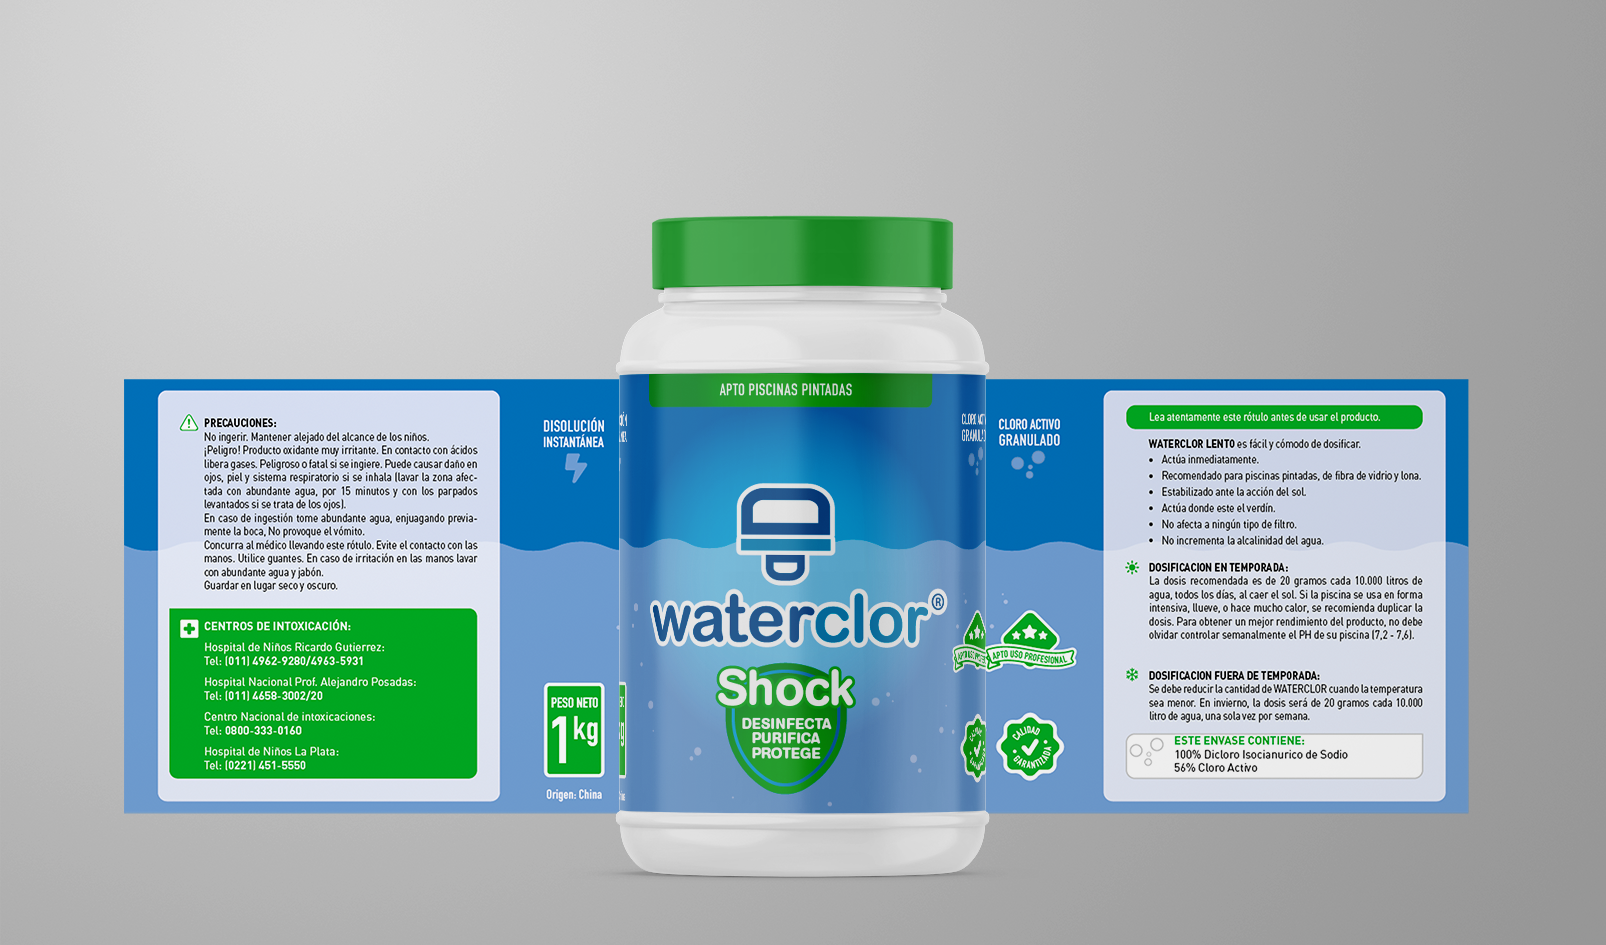 PRECAUCIONES:
No ingerir. Mantener alejado del alcance de los niños.
¡Peligro! Producto oxidante muy irritante. En contacto con ácidos
libera gases. Peligroso o fatal si se ingiere. Puede causar daño en
ojos, piel y sistema respiratorio si se inhala (lavar la zona afec-
tada con abundante agua, por 15 minutos y con los parpados
levantados si se trata de los ojos).
En caso de ingestión tome abundante agua, enjuagando previa-
mente la boca, No provoque el vómito.
Concurra al médico llevando este rótulo. Evite el contacto con las
manos. Utilice guantes. En caso de irritación en las manos lavar
con abundante agua y jabón.
Guardar en lugar seco y oscuro.
CENTROS DE INTOXICACIÓN:
Hospital de Niños Ricardo Gutierrez:
Tel: (011) 4962-9280/4963-5931
Hospital Nacional Prof. Alejandro Posadas:
Tel: (011) 4658-3002/20
Centro Nacional de intoxicaciones:
Tel: 0800-333-0160
Hospital de Niños La Plata:
Tel: (0221) 451-5550
DISOLUCIÓN
INSTANTÁNEA
PESO NETO
1kg
Origen: China
APTO PISCINAS PINTADAS
waterclor®
Shock
DESINFECTA
PURIFICA
PROTEGE
CLORO ACTIVO
GRANULADO
APTO USO PROFESIONAL
CALIDAD
GARANTIZADA
Lea atentamente este rótulo antes de usar el producto.
WATERCLOR LENTO es fácil y cómodo de dosificar.
• Actúa inmediatamente.
• Recomendado para piscinas pintadas, de fibra de vidrio y lona.
• Estabilizado ante la acción del sol.
• Actúa donde este el verdín.
• No afecta a ningún tipo de filtro.
• No incrementa la alcalinidad del agua.
DOSIFICACION EN TEMPORADA:
La dosis recomendada es de 20 gramos cada 10.000 litros de
agua, todos los días, al caer el sol. Si la piscina se usa en forma
intensiva, llueve, o hace mucho calor, se recomienda duplicar la
dosis. Para obtener un mejor rendimiento del producto, no debe
olvidar controlar semanalmente el PH de su piscina (7,2 - 7,6).
DOSIFICACION FUERA DE TEMPORADA:
Se debe reducir la cantidad de WATERCLOR cuando la temperatura
sea menor. En invierno, la dosis será de 20 gramos cada 10.000
litro de agua, una sola vez por semana.
ESTE ENVASE CONTIENE:
100% Dicloro Isocianurico de Sodio
56% Cloro Activo